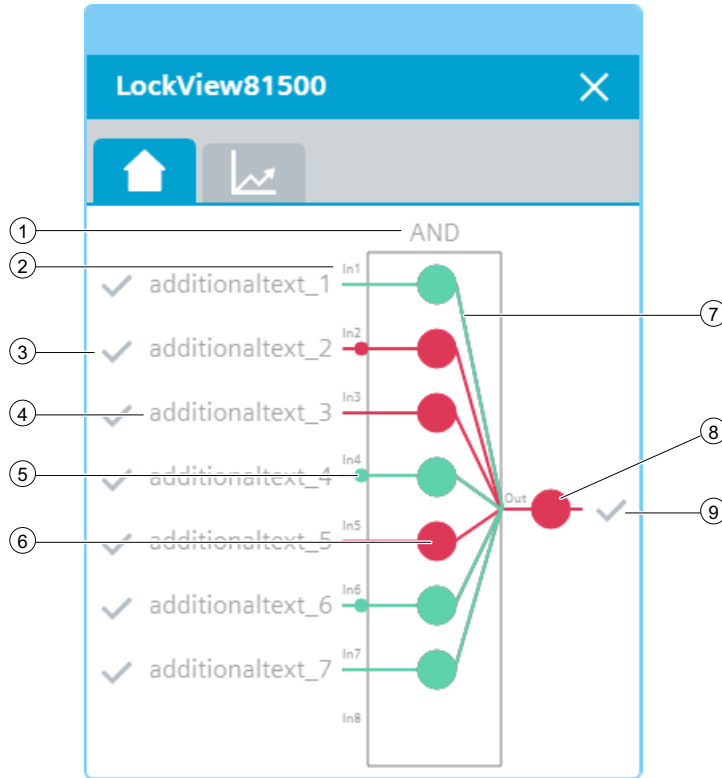 LockView81500
1 AND
2 In1
additionaltext_1
7
In2
3 additionaltext_2
In3
4 additionaltext_3
8
In4
5 additionaltext_4
Out
9
In5
6 additionaltext_5
In6
additionaltext_6
In7
additionaltext_7
In8